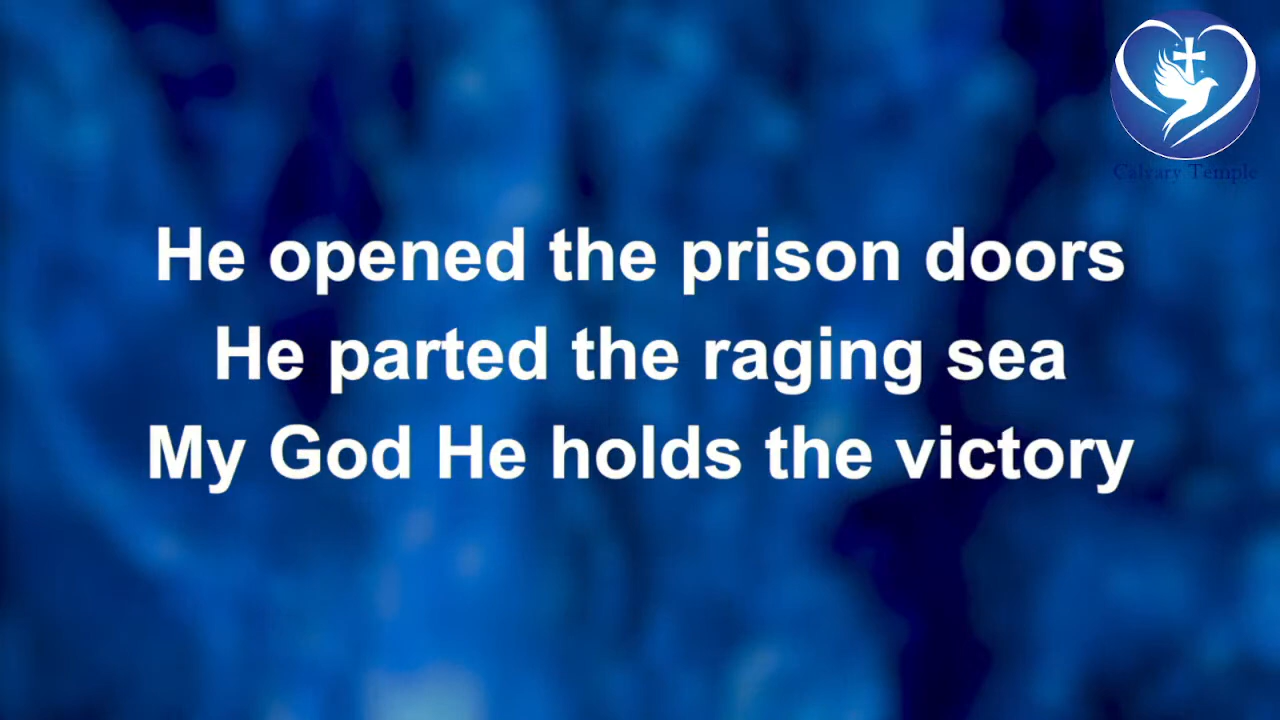 Calvary Temple
He opened the prison doors
He parted the raging sea
My God He holds the victory